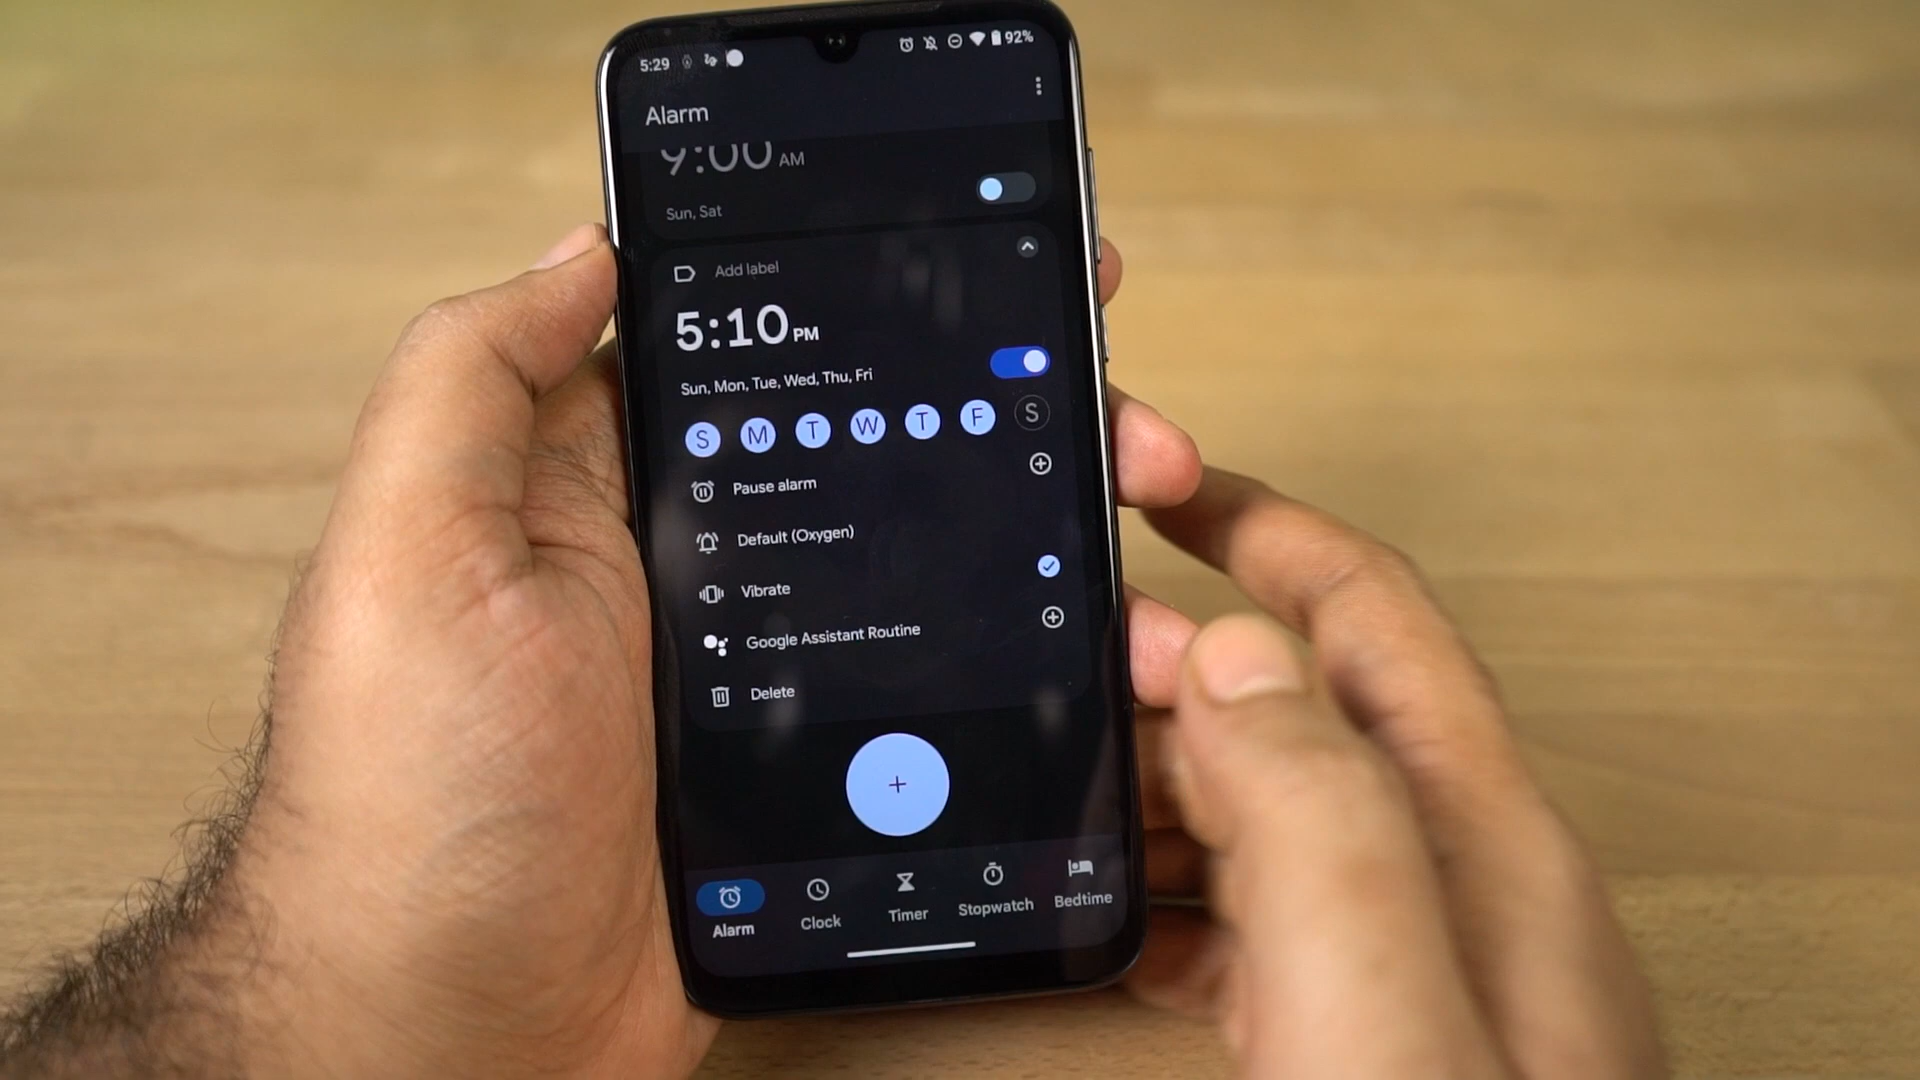 5:29 92%
Alarm
9:00 AM
Sun, Sat
Add label
5:10 PM
Sun, Mon, Tue, Wed, Thu, Fri
S M T W T F S
Pause alarm
Default (Oxygen)
Vibrate
Google Assistant Routine
Delete
+
Alarm Clock Timer Stopwatch Bedtime